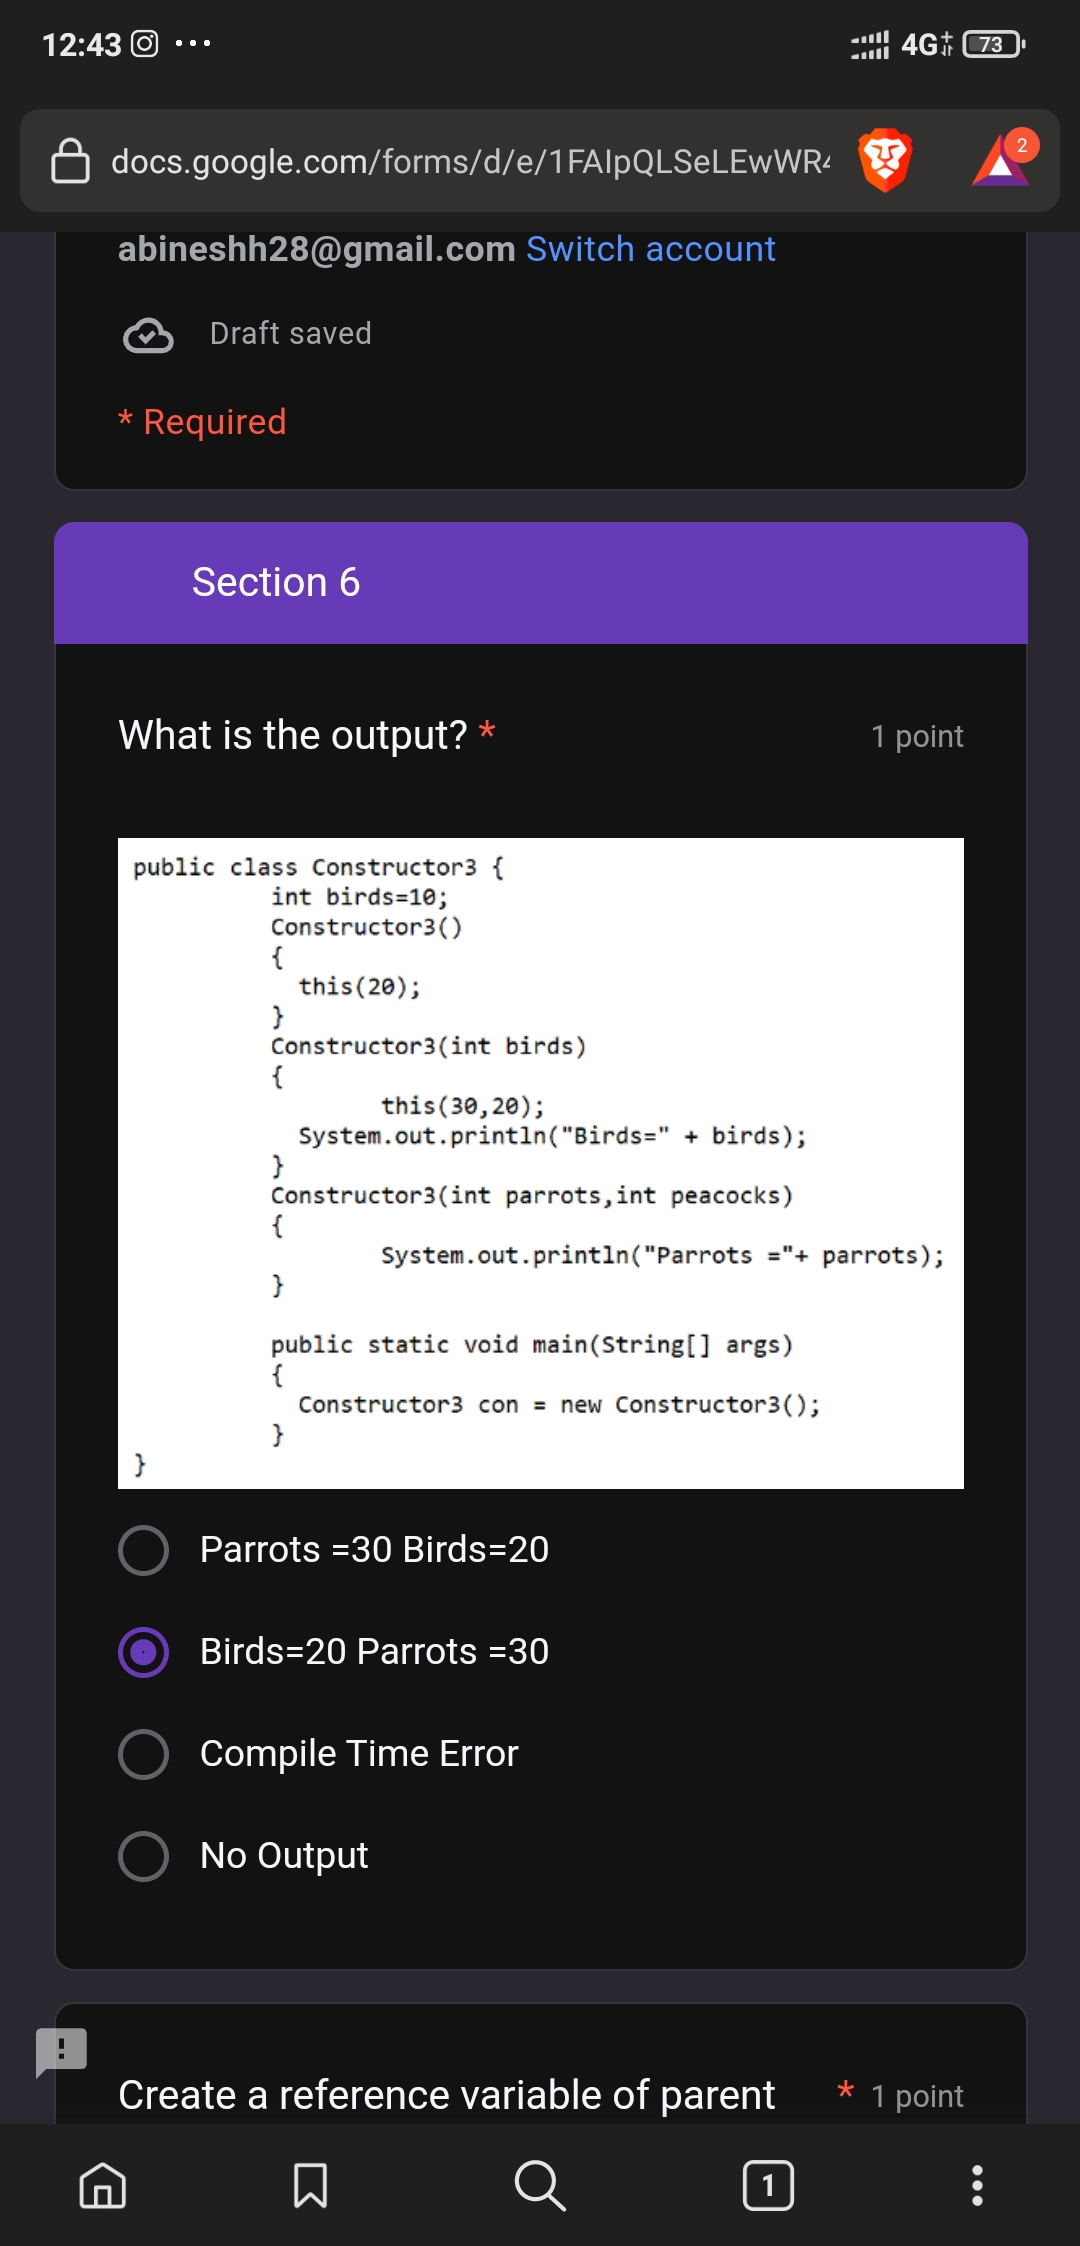 12:43
4G
73
docs.google.com/forms/d/e/1FAIpQLSeLEwWR4
2
abineshh28@gmail.com Switch account
Draft saved
* Required
Section 6
What is the output? *
1 point
public class Constructor3 {
int birds=10;
Constructor3()
{
this(20);
}
Constructor3(int birds)
{
this(30,20);
System.out.println("Birds=" + birds);
}
Constructor3(int parrots,int peacocks)
{
System.out.println("Parrots ="+ parrots);
}
public static void main(String[] args)
{
Constructor3 con = new Constructor3();
}
}
Parrots =30 Birds=20
Birds=20 Parrots =30
Compile Time Error
No Output
Create a reference variable of parent * 1 point
1